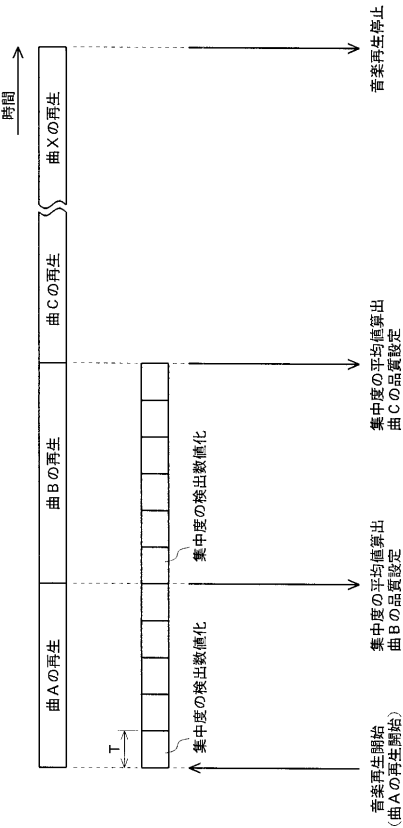 時間
曲Aの再生
曲Bの再生
曲Cの再生
曲Xの再生
T
集中度の検出数値化
集中度の検出数値化
音楽再生開始
(曲Aの再生開始)
集中度の平均値算出
曲Bの品質設定
集中度の平均値算出
曲Cの品質設定
音楽再生停止